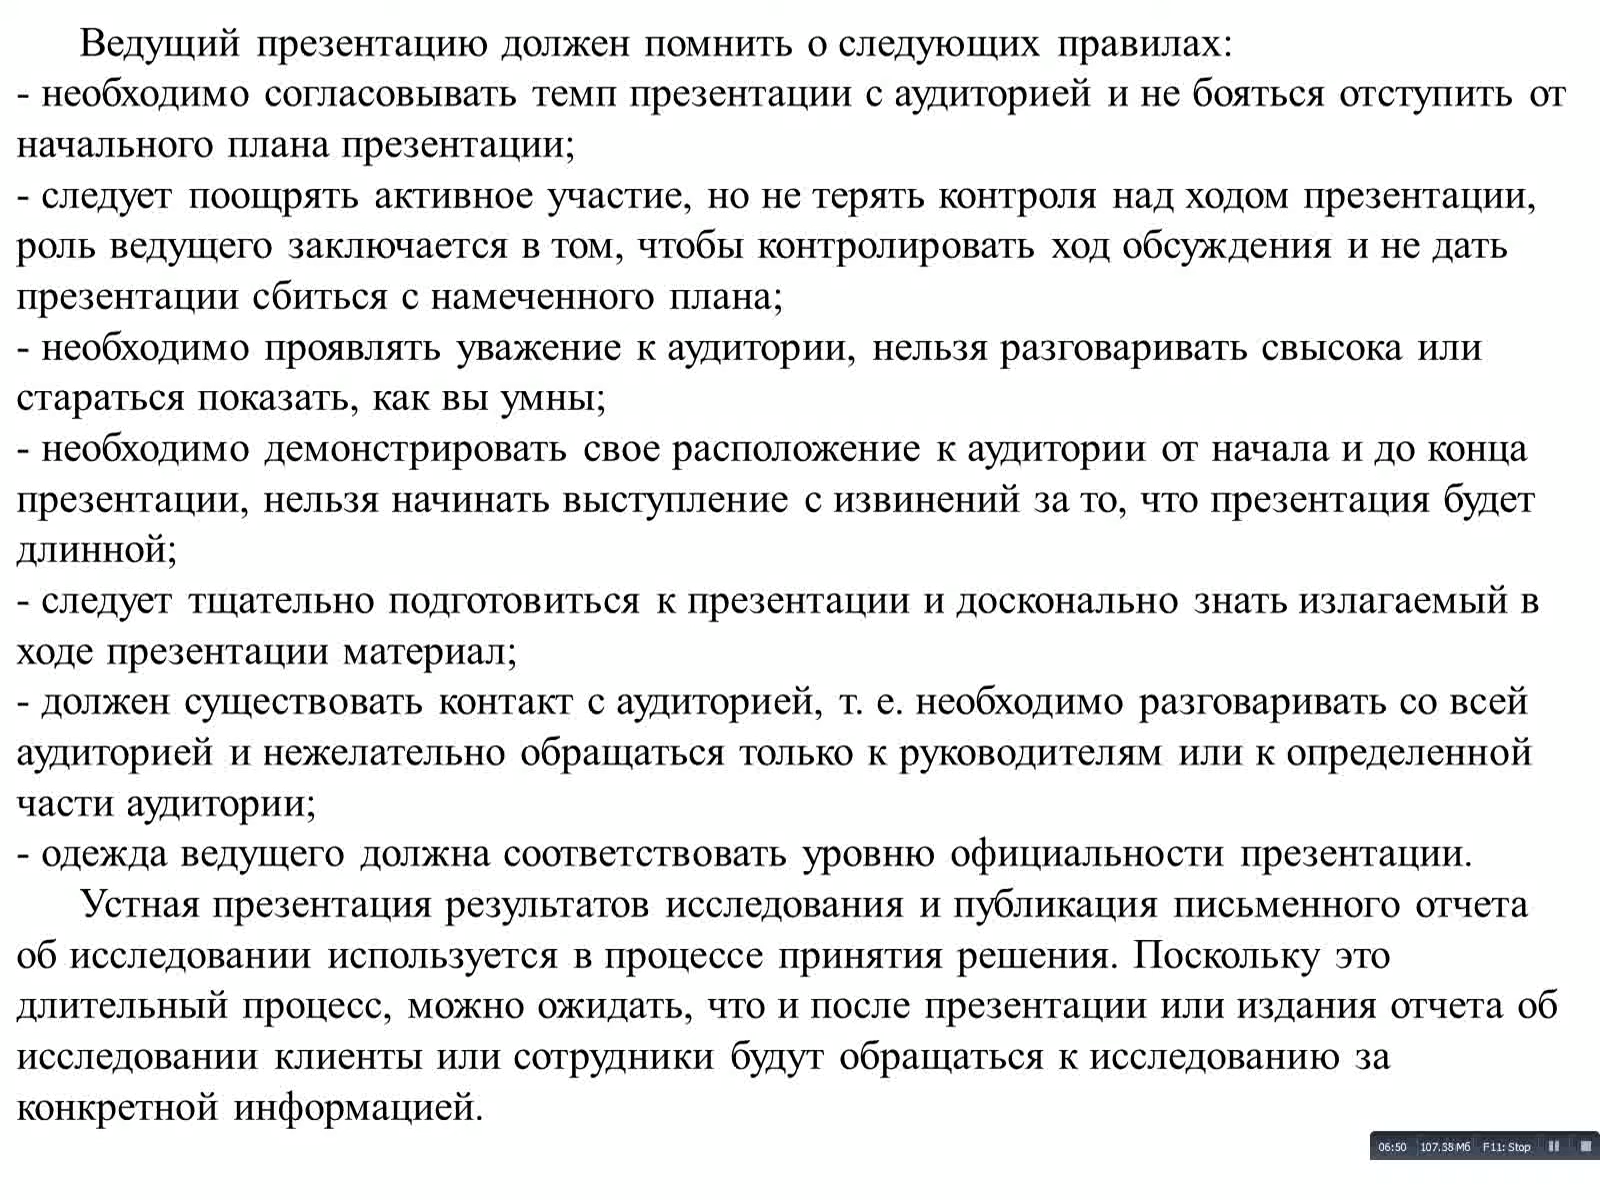 Ведущий презентацию должен помнить о следующих правилах:
- необходимо согласовывать темп презентации с аудиторией и не бояться отступить от
начального плана презентации;
- следует поощрять активное участие, но не терять контроля над ходом презентации,
роль ведущего заключается в том, чтобы контролировать ход обсуждения и не дать
презентации сбиться с намеченного плана;
- необходимо проявлять уважение к аудитории, нельзя разговаривать свысока или
стараться показать, как вы умны;
- необходимо демонстрировать свое расположение к аудитории от начала и до конца
презентации, нельзя начинать выступление с извинений за то, что презентация будет
длинной;
- следует тщательно подготовиться к презентации и досконально знать излагаемый в
ходе презентации материал;
- должен существовать контакт с аудиторией, т. е. необходимо разговаривать со всей
аудиторией и нежелательно обращаться только к руководителям или к определенной
части аудитории;
- одежда ведущего должна соответствовать уровню официальности презентации.
Устная презентация результатов исследования и публикация письменного отчета
об исследовании используется в процессе принятия решения. Поскольку это
длительный процесс, можно ожидать, что и после презентации или издания отчета об
исследовании клиенты или сотрудники будут обращаться к исследованию за
конкретной информацией.
06:50 107.38 Мб F11: Stop